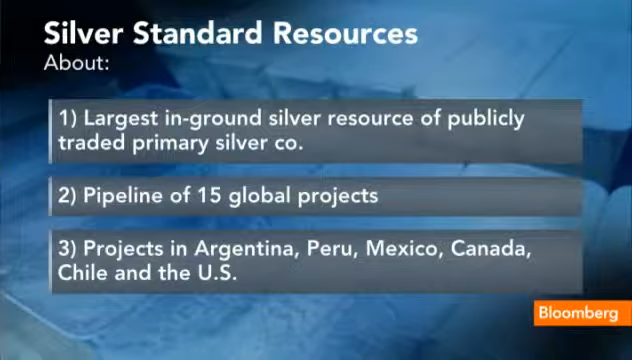 Silver Standard Resources
About:
1) Largest in-ground silver resource of publicly
traded primary silver co.
2) Pipeline of 15 global projects
3) Projects in Argentina, Peru, Mexico, Canada,
Chile and the U.S.
Bloomberg